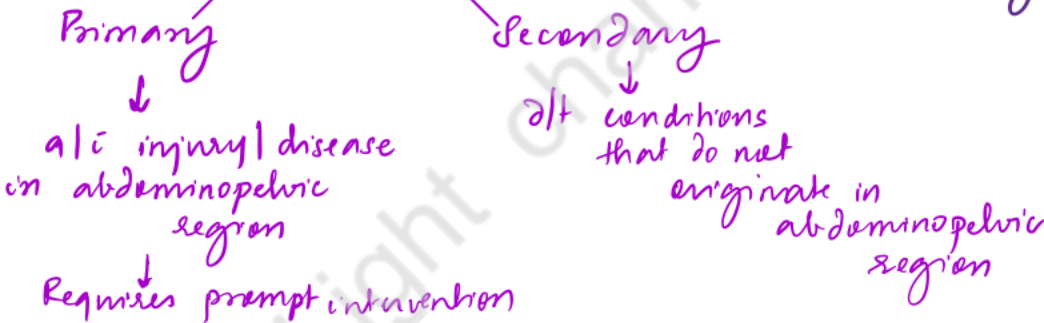 Primary
↓
a/c̄ injury/disease
in abdominopelvic
region
↓
Requires prompt intervention
Secondary
↓
d/t conditions
that do not
originate in
abdominopelvic
region